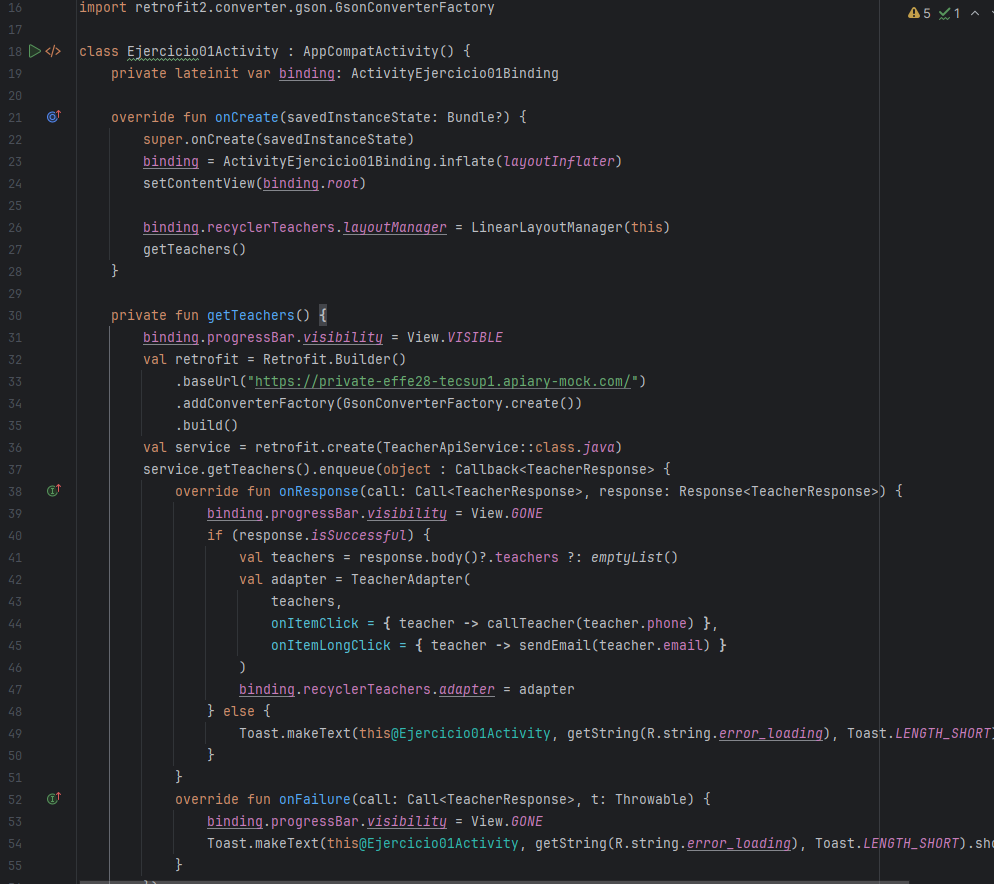 16 import retrofit2.converter.gson.GsonConverterFactory
5 1
17
18 class Ejercicio01Activity : AppCompatActivity() {
19 private lateinit var binding: ActivityEjercicio01Binding
20
21 override fun onCreate(savedInstanceState: Bundle?) {
22 super.onCreate(savedInstanceState)
23 binding = ActivityEjercicio01Binding.inflate(layoutInflater)
24 setContentView(binding.root)
25
26 binding.recyclerTeachers.layoutManager = LinearLayoutManager(this)
27 getTeachers()
28 }
29
30 private fun getTeachers() {
31 binding.progressBar.visibility = View.VISIBLE
32 val retrofit = Retrofit.Builder()
33 .baseUrl("https://private-effe28-tecsup1.apiary-mock.com/")
34 .addConverterFactory(GsonConverterFactory.create())
35 .build()
36 val service = retrofit.create(TeacherApiService::class.java)
37 service.getTeachers().enqueue(object : Callback<TeacherResponse> {
38 override fun onResponse(call: Call<TeacherResponse>, response: Response<TeacherResponse>) {
39 binding.progressBar.visibility = View.GONE
40 if (response.isSuccessful) {
41 val teachers = response.body()?.teachers ?: emptyList()
42 val adapter = TeacherAdapter(
43 teachers,
44 onItemClick = { teacher -> callTeacher(teacher.phone) },
45 onItemLongClick = { teacher -> sendEmail(teacher.email) }
46 )
47 binding.recyclerTeachers.adapter = adapter
48 } else {
49 Toast.makeText(this@Ejercicio01Activity, getString(R.string.error_loading), Toast.LENGTH_SHORT)
50 }
51 }
52 override fun onFailure(call: Call<TeacherResponse>, t: Throwable) {
53 binding.progressBar.visibility = View.GONE
54 Toast.makeText(this@Ejercicio01Activity, getString(R.string.error_loading), Toast.LENGTH_SHORT).sho
55 }